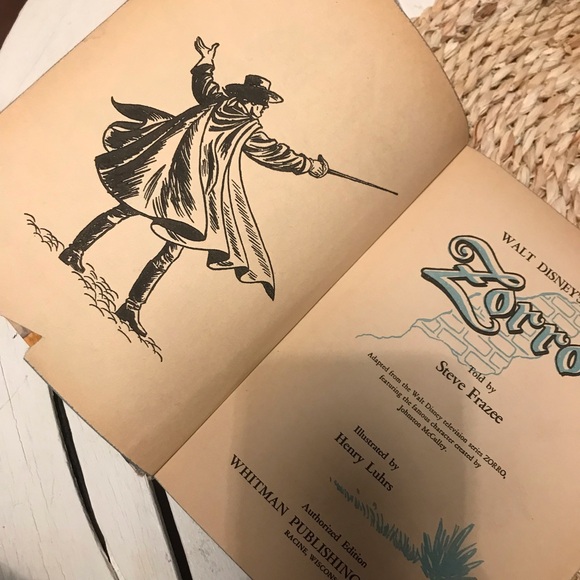 WALT DISNEY'S
Zorro
Told by
Steve Frazee
Adapted from the Walt Disney television series ZORRO,
featuring the famous character created by
Johnston McCulley.
Illustrated by
Henry Luhrs
Authorized Edition
WHITMAN PUBLISHING
RACINE, WISCONS